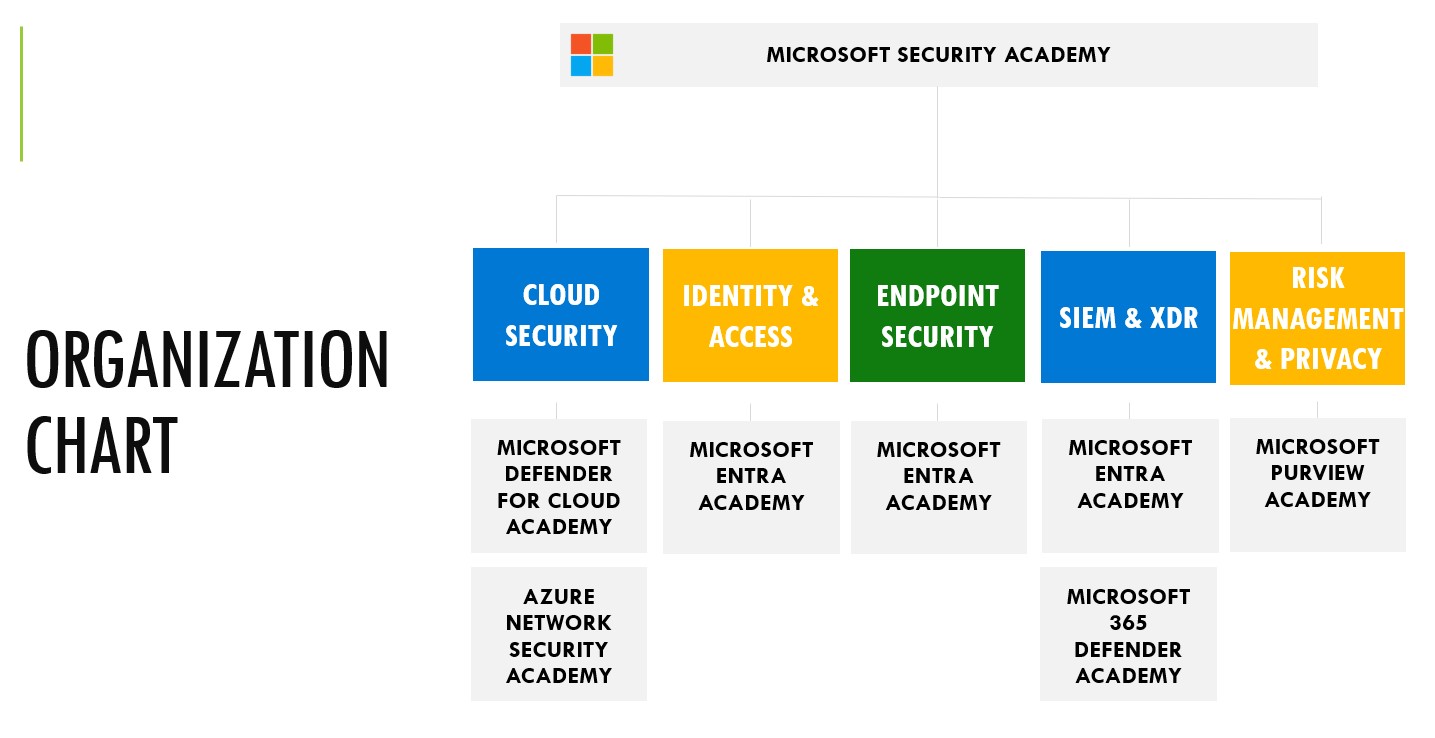 MICROSOFT SECURITY ACADEMY
ORGANIZATION
CHART
CLOUD
SECURITY
IDENTITY &
ACCESS
ENDPOINT
SECURITY
SIEM & XDR
RISK
MANAGEMENT
& PRIVACY
MICROSOFT
DEFENDER
FOR CLOUD
ACADEMY
MICROSOFT
ENTRA
ACADEMY
MICROSOFT
ENTRA
ACADEMY
MICROSOFT
ENTRA
ACADEMY
MICROSOFT
PURVIEW
ACADEMY
AZURE
NETWORK
SECURITY
ACADEMY
MICROSOFT
365
DEFENDER
ACADEMY